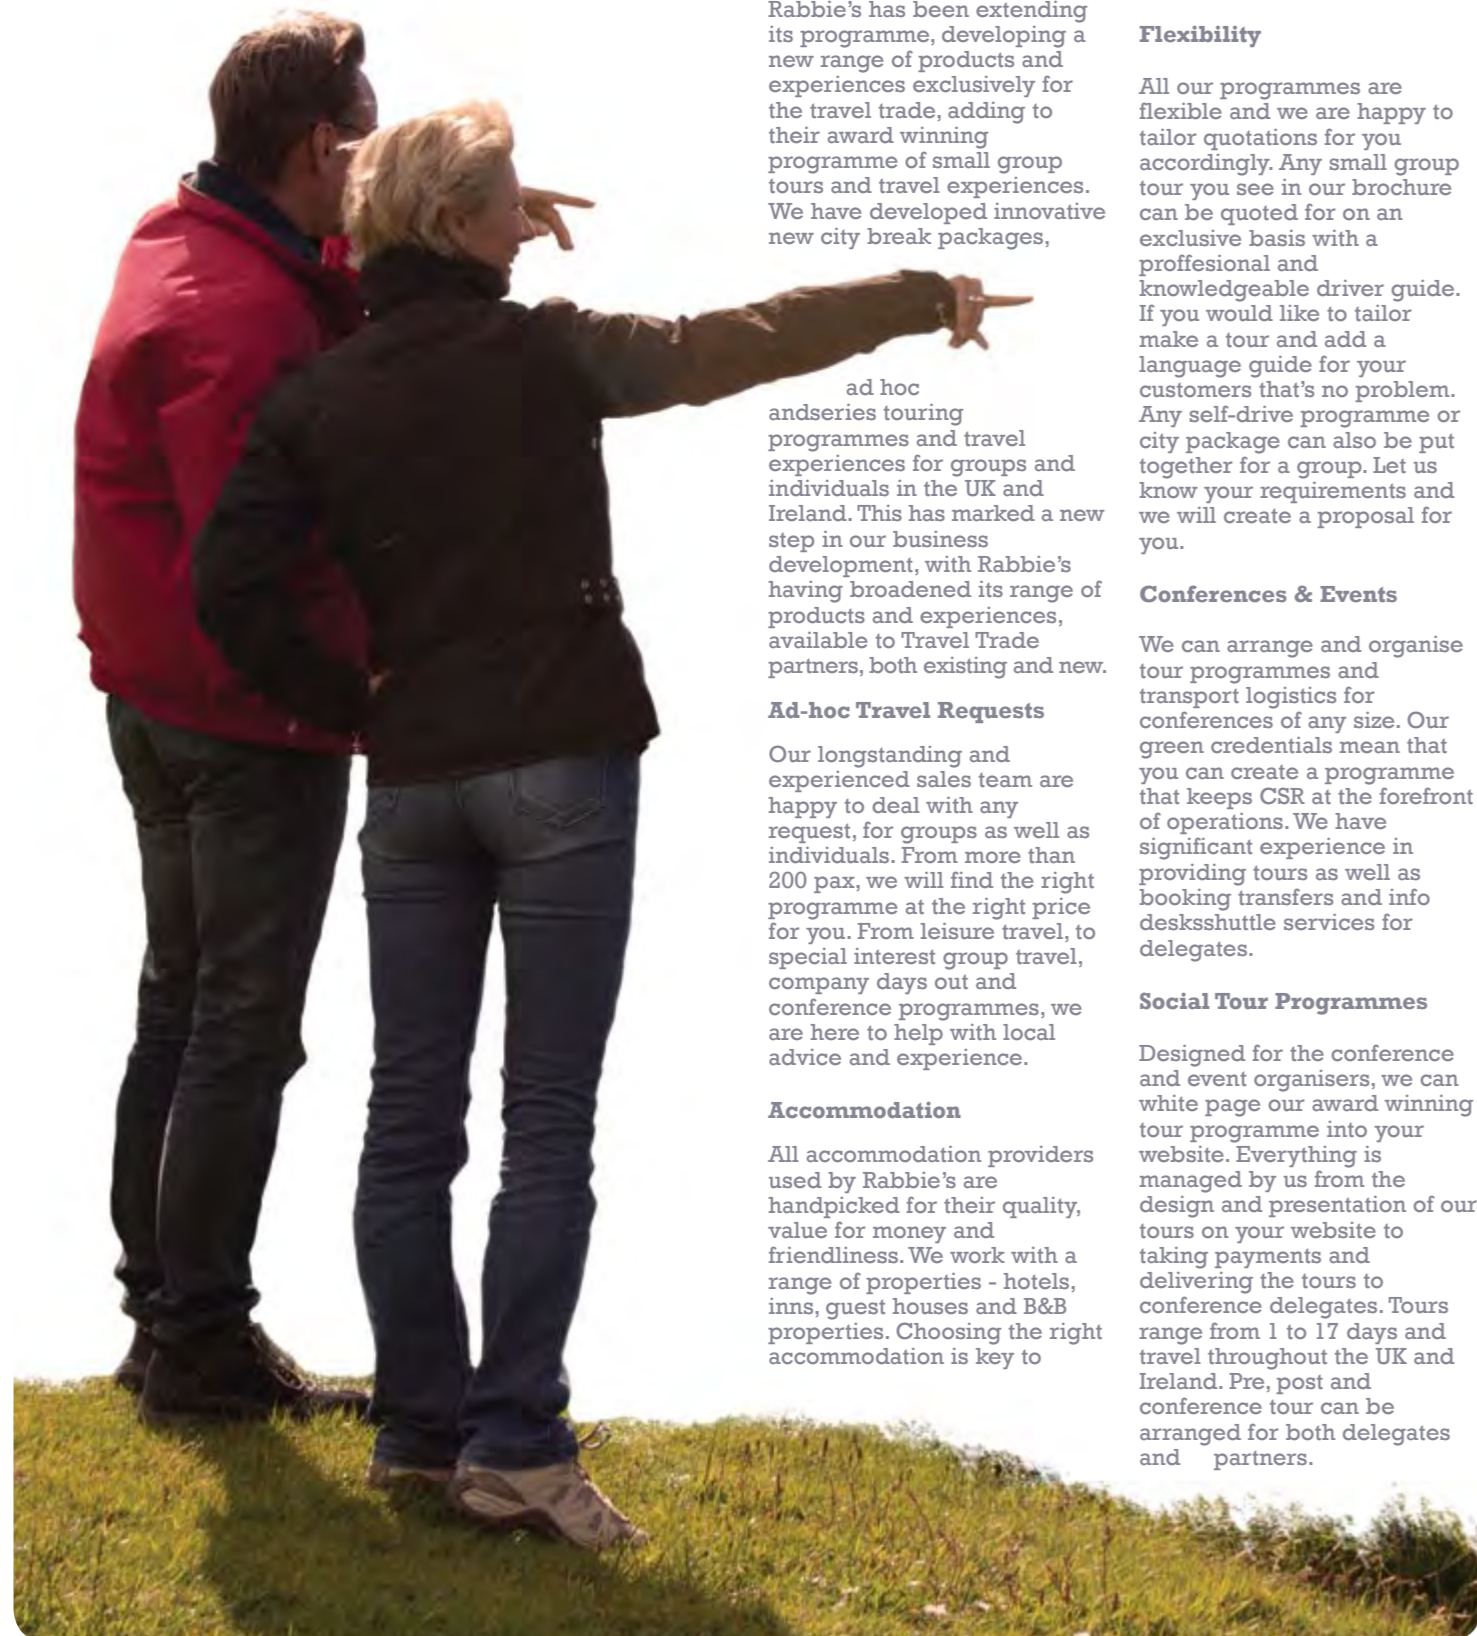 Rabbie's has been extending
its programme, developing a
new range of products and
experiences exclusively for
the travel trade, adding to
their award winning
programme of small group
tours and travel experiences.
We have developed innovative
new city break packages,
ad hoc
andseries touring
programmes and travel
experiences for groups and
individuals in the UK and
Ireland. This has marked a new
step in our business
development, with Rabbie's
having broadened its range of
products and experiences,
available to Travel Trade
partners, both existing and new.
Ad-hoc Travel Requests
Our longstanding and
experienced sales team are
happy to deal with any
request, for groups as well as
individuals. From more than
200 pax, we will find the right
programme at the right price
for you. From leisure travel, to
special interest group travel,
company days out and
conference programmes, we
are here to help with local
advice and experience.
Accommodation
All accommodation providers
used by Rabbie's are
handpicked for their quality,
value for money and
friendliness. We work with a
range of properties - hotels,
inns, guest houses and B&B
properties. Choosing the right
accommodation is key to
Flexibility
All our programmes are
flexible and we are happy to
tailor quotations for you
accordingly. Any small group
tour you see in our brochure
can be quoted for on an
exclusive basis with a
proffesional and
knowledgeable driver guide.
If you would like to tailor
make a tour and add a
language guide for your
customers that's no problem.
Any self-drive programme or
city package can also be put
together for a group. Let us
know your requirements and
we will create a proposal for
you.
Conferences & Events
We can arrange and organise
tour programmes and
transport logistics for
conferences of any size. Our
green credentials mean that
you can create a programme
that keeps CSR at the forefront
of operations. We have
significant experience in
providing tours as well as
booking transfers and info
desksshuttle services for
delegates.
Social Tour Programmes
Designed for the conference
and event organisers, we can
white page our award winning
tour programme into your
website. Everything is
managed by us from the
design and presentation of our
tours on your website to
taking payments and
delivering the tours to
conference delegates. Tours
range from 1 to 17 days and
travel throughout the UK and
Ireland. Pre, post and
conference tour can be
arranged for both delegates
and partners.